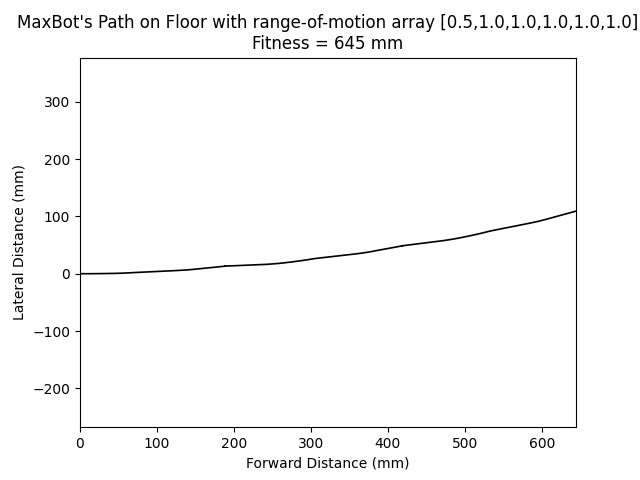 MaxBot's Path on Floor with range-of-motion array [0.5,1.0,1.0,1.0,1.0,1.0]
Fitness = 645 mm
300
200
100
0
−100
−200
Lateral Distance (mm)
0 100 200 300 400 500 600
Forward Distance (mm)